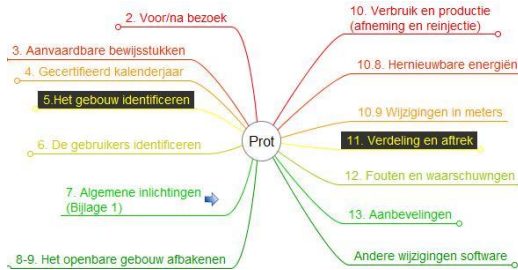 2. Voor/na bezoek
3. Aanvaardbare bewijsstukken
4. Gecertifieerd kalenderjaar
5.Het gebouw identificeren
6. De gebruikers identificeren
7. Algemene inlichtingen
(Bijlage 1)
8-9. Het openbare gebouw afbakenen
Prot
10. Verbruik en productie
(afneming en reinjectie)
10.8. Hernieuwbare energiën
10.9 Wijzigingen in meters
11. Verdeling en aftrek
12. Fouten en waarschuwngen
13. Aanbevelingen
Andere wijzigingen software